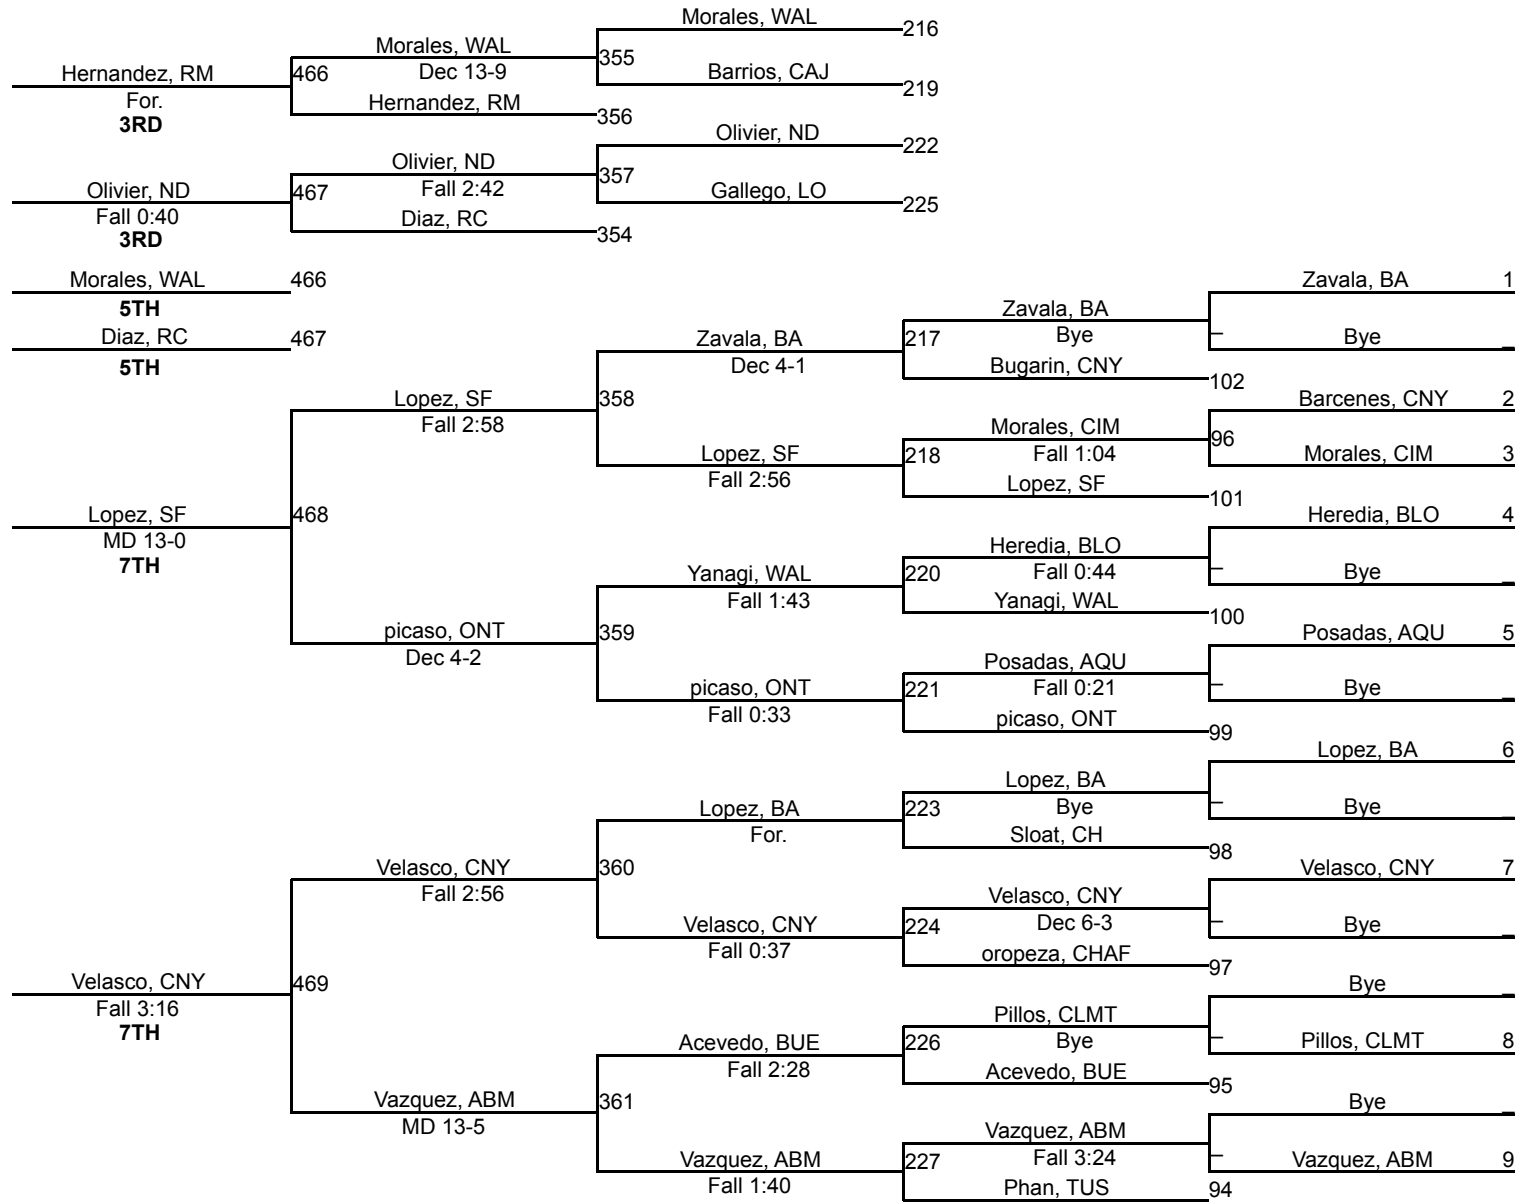 Morales, WAL
216
Morales, WAL
355
Dec 13-9
Hernandez, RM
466
Barrios, CAJ
219
For.
Hernandez, RM
356
3RD
Olivier, ND
222
Olivier, ND
357
Fall 2:42
Olivier, ND
467
Gallego, LO
225
Fall 0:40
Diaz, RC
354
3RD
Morales, WAL
466
Zavala, BA
1
5TH
Zavala, BA
Diaz, RC
467
Zavala, BA
217
Bye
_
Bye
_
5TH
Dec 4-1
Bugarin, CNY
102
Lopez, SF
358
Barcenes, CNY
2
Fall 2:58
Morales, CIM
96
Lopez, SF
218
Fall 1:04
Morales, CIM
3
Fall 2:56
Lopez, SF
101
Lopez, SF
468
Heredia, BLO
4
MD 13-0
Heredia, BLO
7TH
Yanagi, WAL
220
Fall 0:44
_
Bye
_
Fall 1:43
Yanagi, WAL
100
picaso, ONT
359
Posadas, AQU
5
Dec 4-2
Posadas, AQU
picaso, ONT
221
Fall 0:21
_
Bye
_
Fall 0:33
picaso, ONT
99
Lopez, BA
6
Lopez, BA
Lopez, BA
223
Bye
_
Bye
_
For.
Sloat, CH
98
Velasco, CNY
360
Velasco, CNY
7
Fall 2:56
Velasco, CNY
Velasco, CNY
224
Dec 6-3
_
Bye
_
Fall 0:37
oropeza, CHAF
97
Velasco, CNY
469
Bye
_
Fall 3:16
Pillos, CLMT
7TH
Acevedo, BUE
226
Bye
_
Pillos, CLMT
8
Fall 2:28
Acevedo, BUE
95
Vazquez, ABM
361
Bye
_
MD 13-5
Vazquez, ABM
Vazquez, ABM
227
Fall 3:24
_
Vazquez, ABM
9
Fall 1:40
Phan, TUS
94